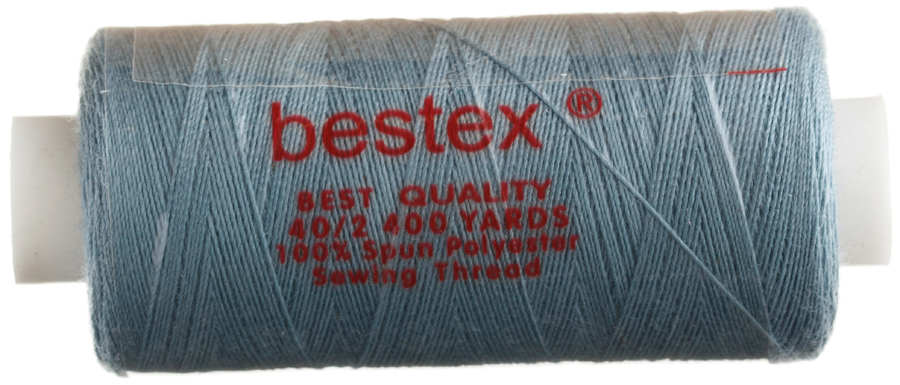 bestex ®
BEST QUALITY
40/2 400 YARDS
100% Spun Polyester
Sewing Thread